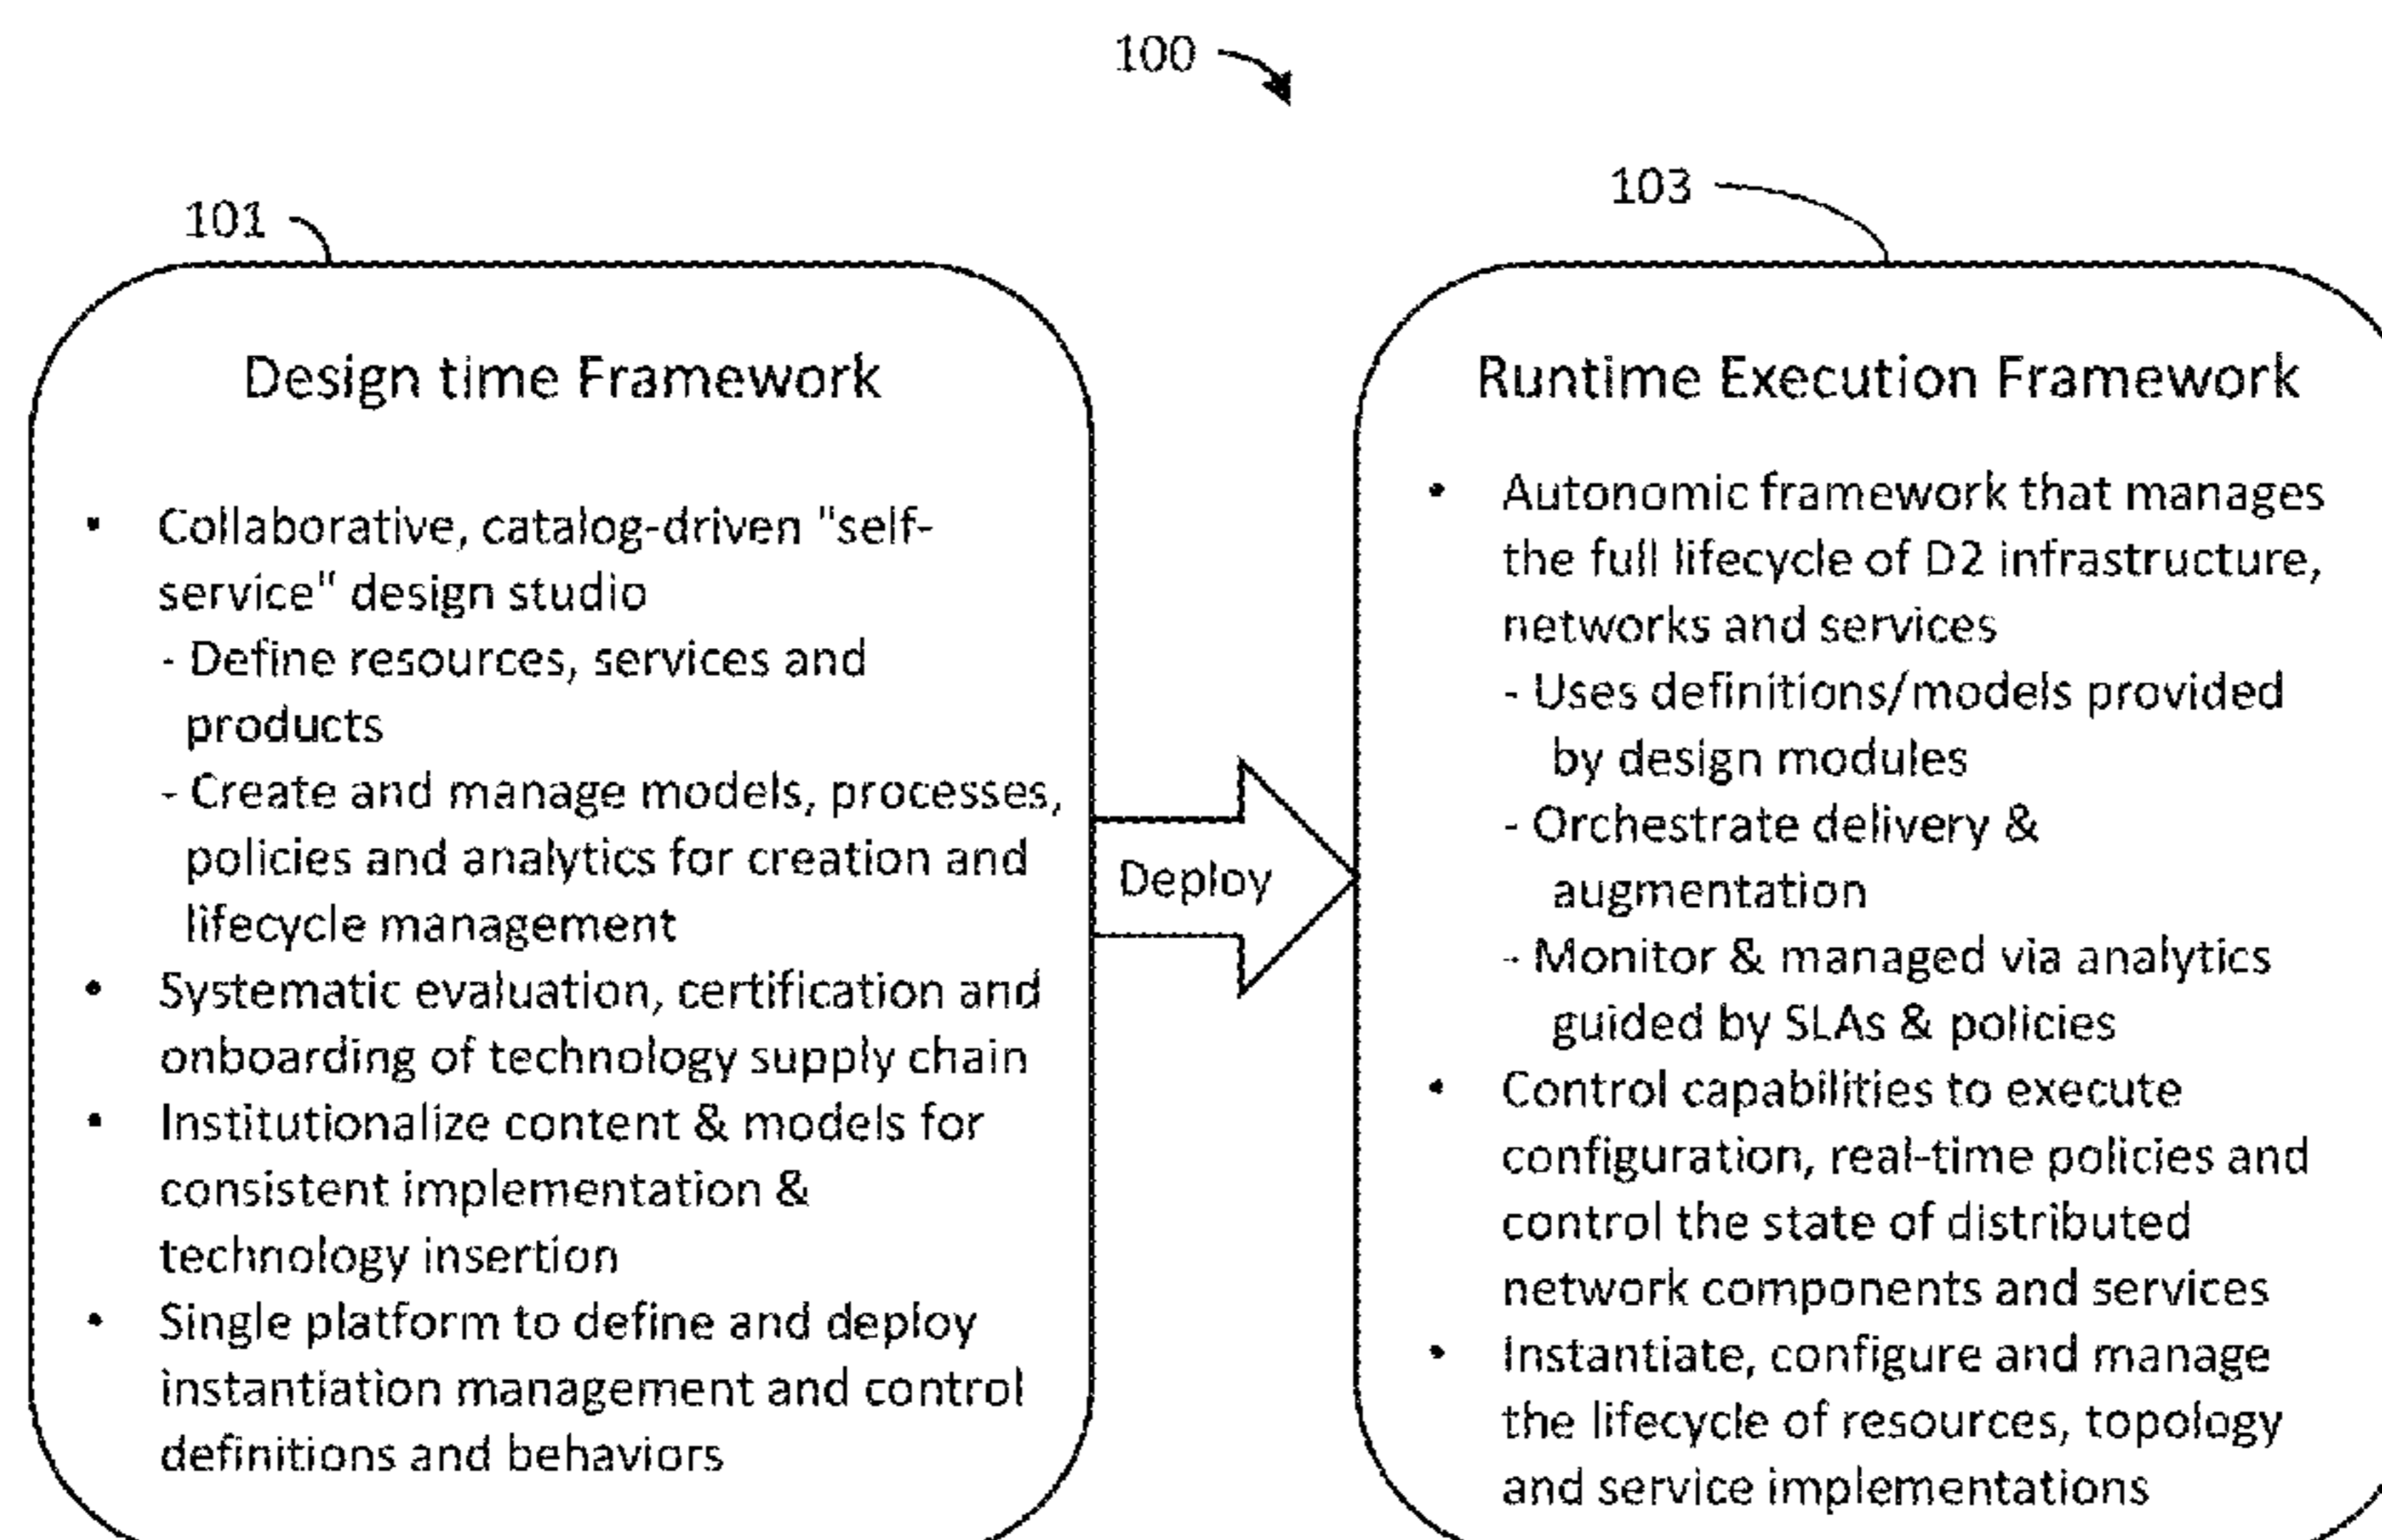 100
101
Design time Framework
• Collaborative, catalog-driven "self-
service" design studio
- Define resources, services and
products
- Create and manage models, processes,
policies and analytics for creation and
lifecycle management
• Systematic evaluation, certification and
onboarding of technology supply chain
• Institutionalize content & models for
consistent implementation &
technology insertion
• Single platform to define and deploy
instantiation management and control
definitions and behaviors
Deploy
103
Runtime Execution Framework
• Autonomic framework that manages
the full lifecycle of D2 infrastructure,
networks and services
- Uses definitions/models provided
by design modules
- Orchestrate delivery &
augmentation
- Monitor & managed via analytics
guided by SLAs & policies
• Control capabilities to execute
configuration, real-time policies and
control the state of distributed
network components and services
• Instantiate, configure and manage
the lifecycle of resources, topology
and service implementations